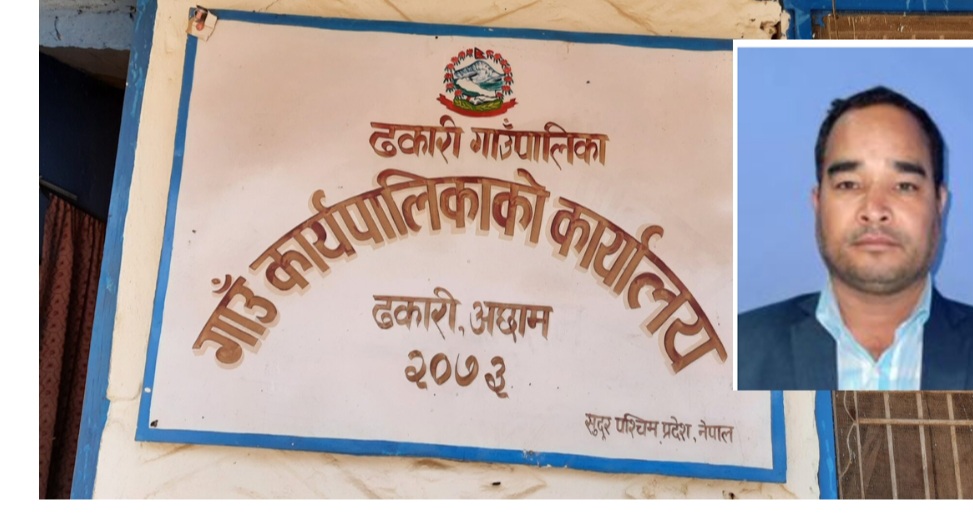 ढकारी गाउँपालिका
गाउँ कार्यपालिकाको कार्यालय
ढकारी, अछाम
२०७३
सुदूर पश्चिम प्रदेश, नेपाल